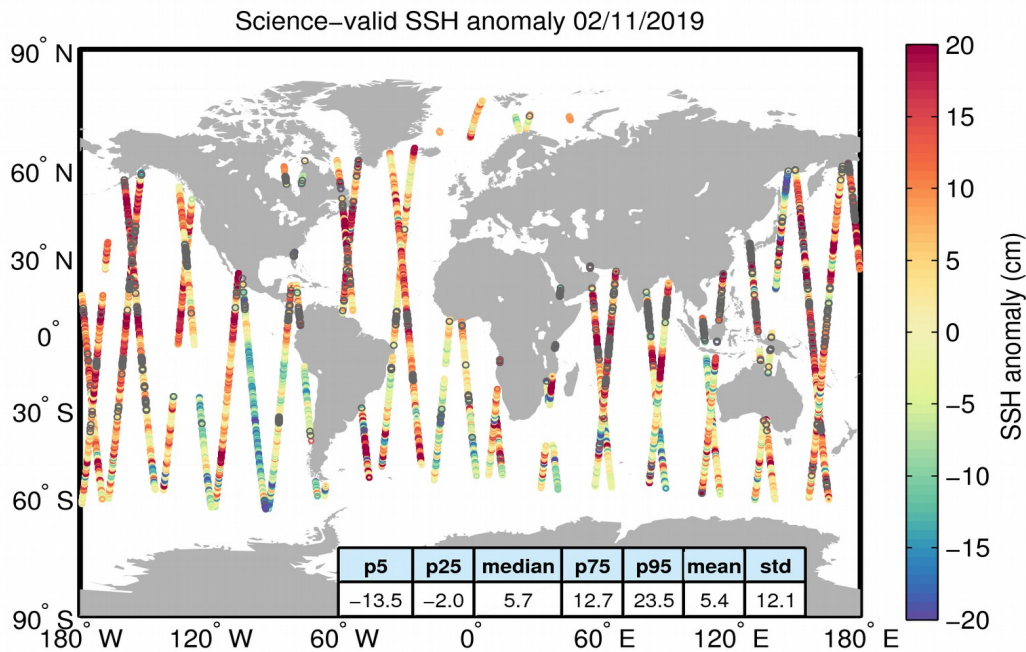 Science−valid SSH anomaly 02/11/2019
90° N
60° N
30° N
0°
30° S
60° S
90° S
180° W
120° W
60° W
0°
60° E
120° E
180° E
p5 p25 median p75 p95 mean std
−13.5 −2.0 5.7 12.7 23.5 5.4 12.1
20
15
10
5
0
−5
−10
−15
−20
SSH anomaly (cm)